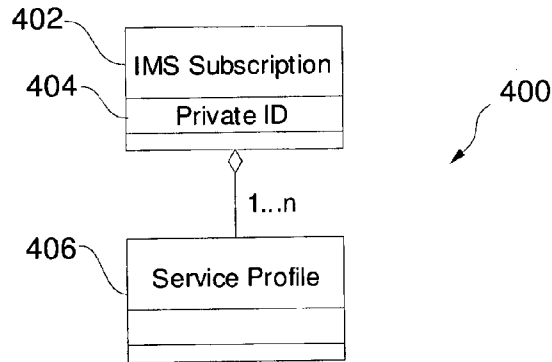 402
IMS Subscription
404
Private ID
400
1...n
406
Service Profile